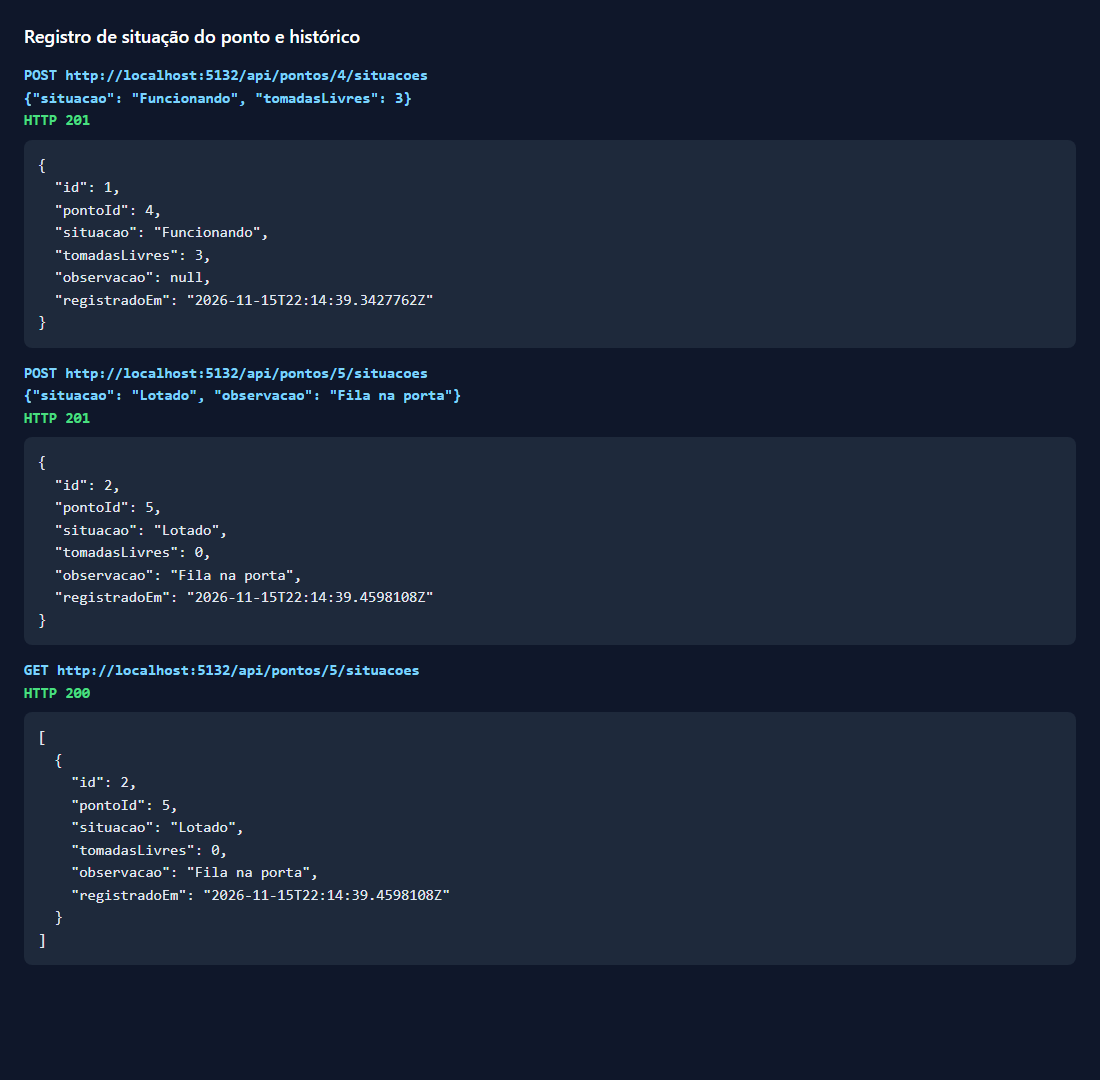 Registro de situação do ponto e histórico
POST http://localhost:5132/api/pontos/4/situacoes
{"situacao": "Funcionando", "tomadasLivres": 3}
HTTP 201
{
  "id": 1,
  "pontoId": 4,
  "situacao": "Funcionando",
  "tomadasLivres": 3,
  "observacao": null,
  "registradoEm": "2026-11-15T22:14:39.3427762Z"
}
POST http://localhost:5132/api/pontos/5/situacoes
{"situacao": "Lotado", "observacao": "Fila na porta"}
HTTP 201
{
  "id": 2,
  "pontoId": 5,
  "situacao": "Lotado",
  "tomadasLivres": 0,
  "observacao": "Fila na porta",
  "registradoEm": "2026-11-15T22:14:39.4598108Z"
}
GET http://localhost:5132/api/pontos/5/situacoes
HTTP 200
[
  {
    "id": 2,
    "pontoId": 5,
    "situacao": "Lotado",
    "tomadasLivres": 0,
    "observacao": "Fila na porta",
    "registradoEm": "2026-11-15T22:14:39.4598108Z"
  }
]